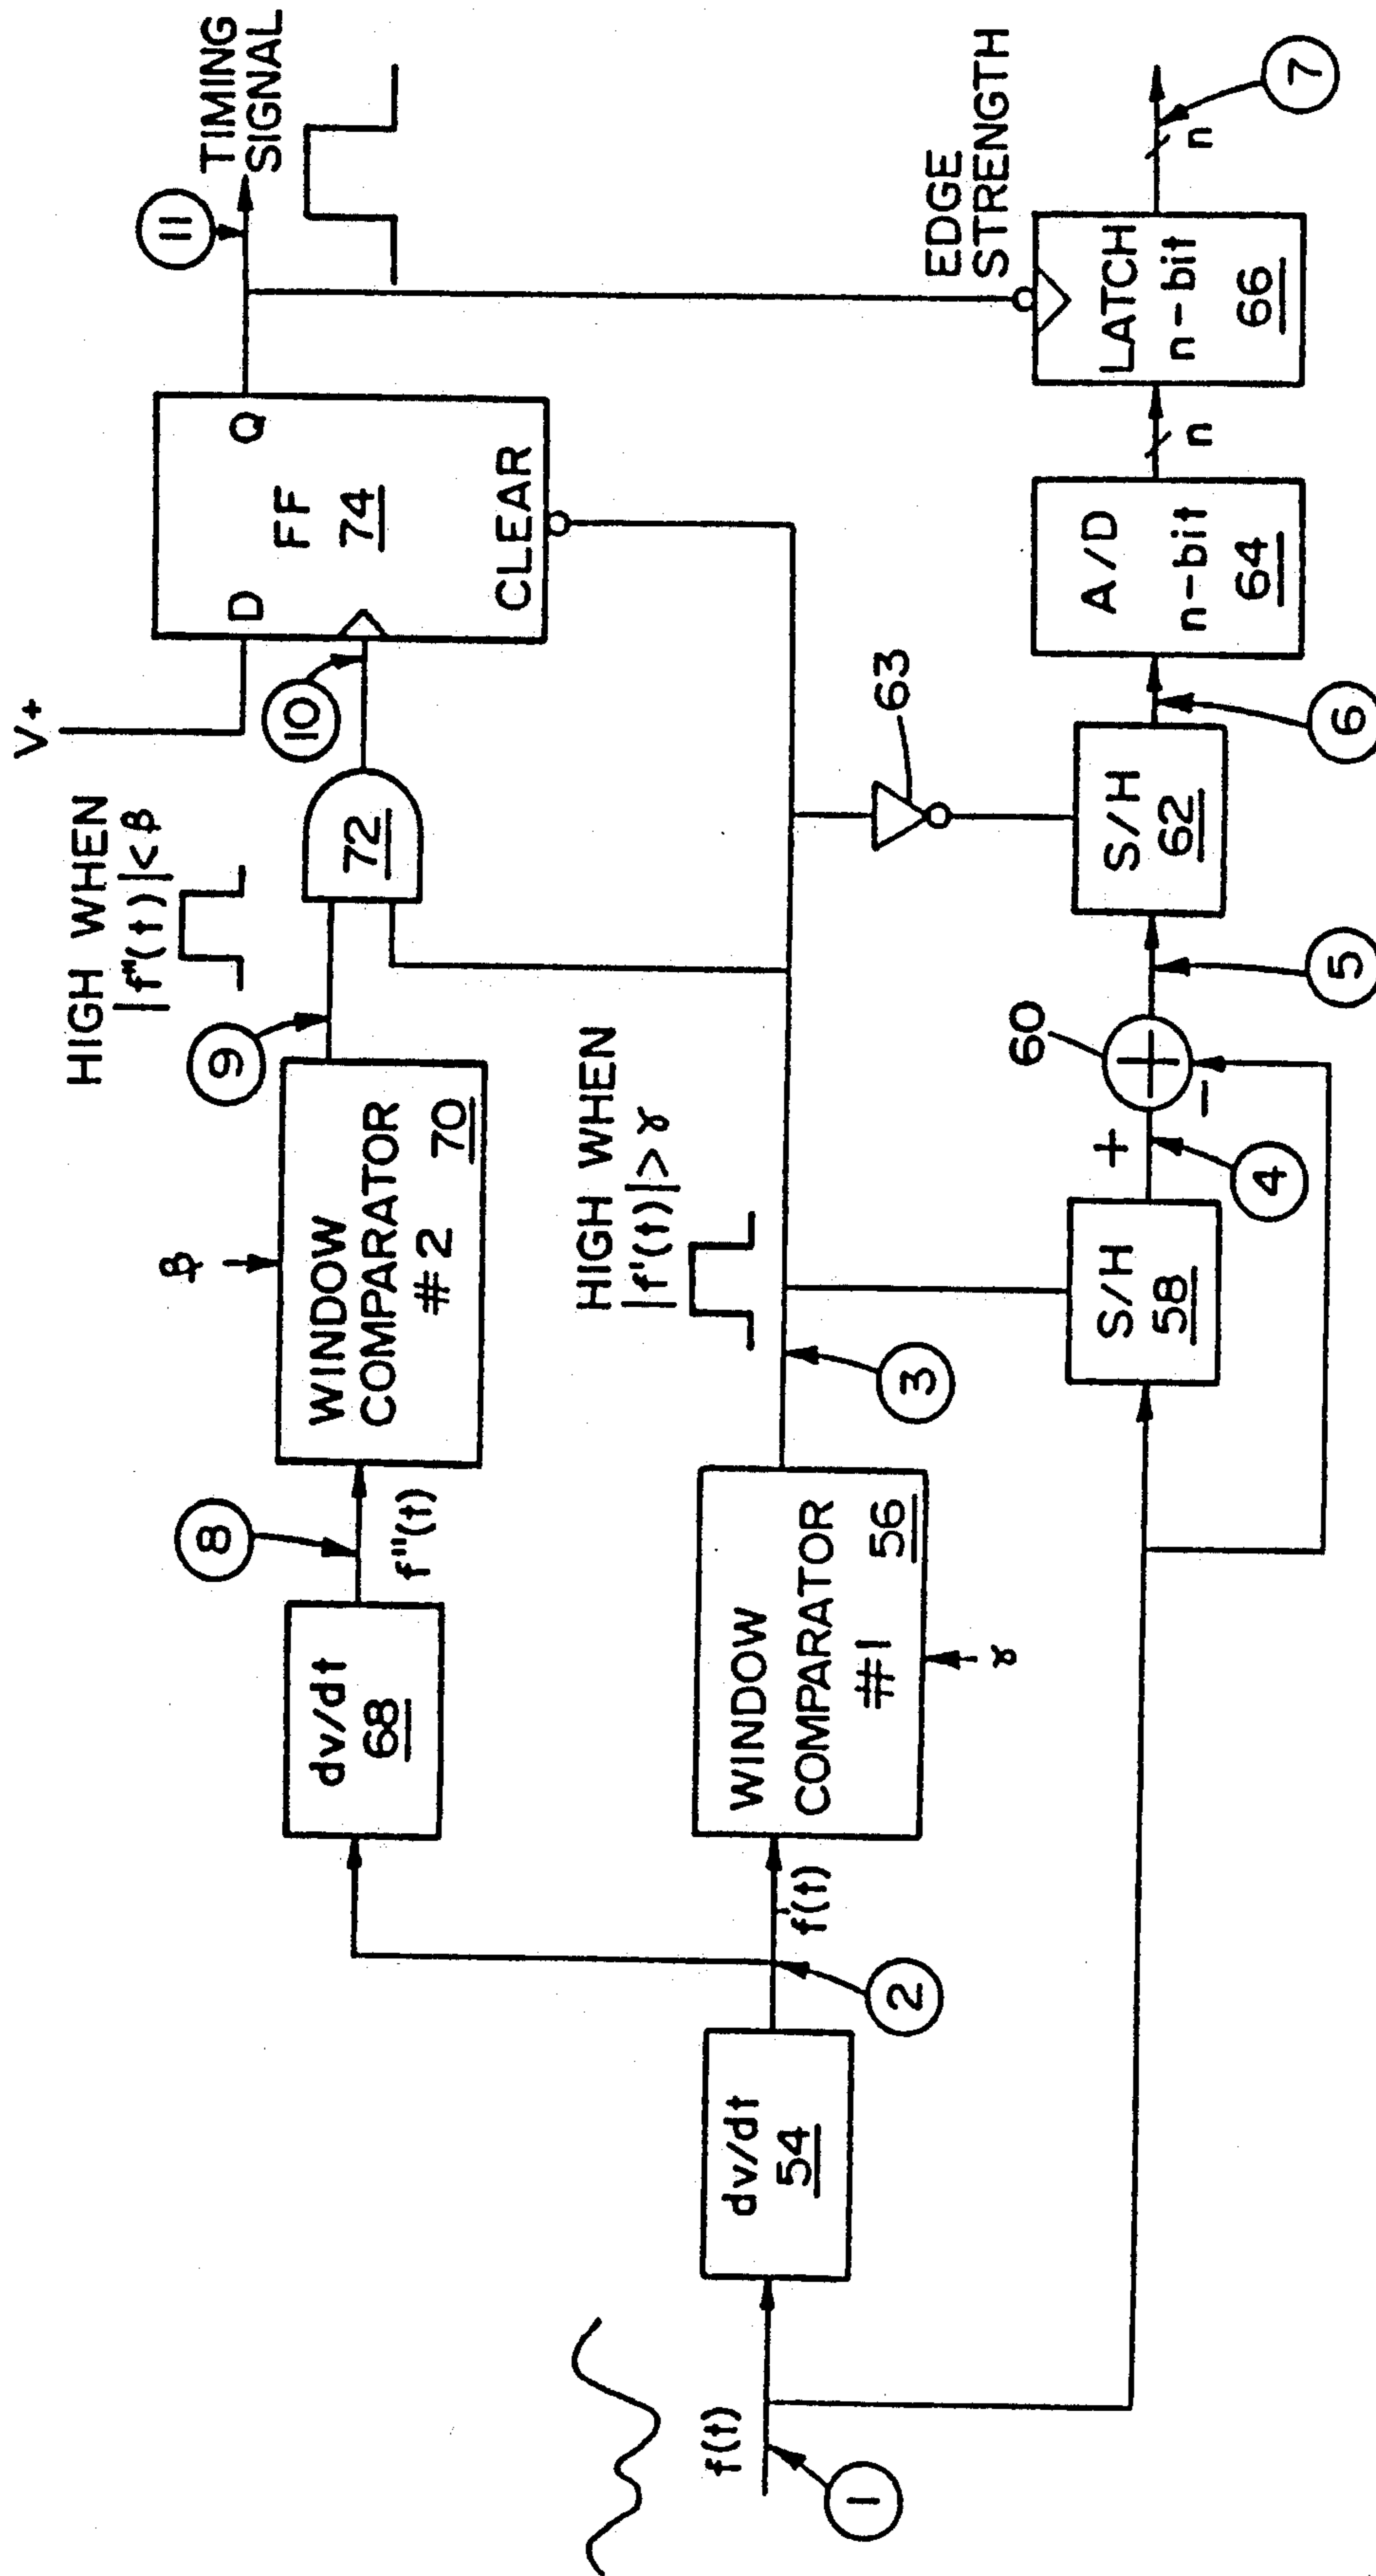 V+
HIGH WHEN
|f"(t)|<β
TIMING
SIGNAL
11
β
9
10
D
Q
FF
74
CLEAR
8
dv/dt
68
f"(t)
WINDOW
COMPARATOR
#2
70
72
HIGH WHEN
|f'(t)|>γ
f(t)
1
dv/dt
54
2
f'(t)
WINDOW
COMPARATOR
#1
56
γ
3
63
EDGE
STRENGTH
S/H
58
4
+
−
60
5
S/H
62
6
A/D
n-bit
64
n
LATCH
n-bit
66
n
7